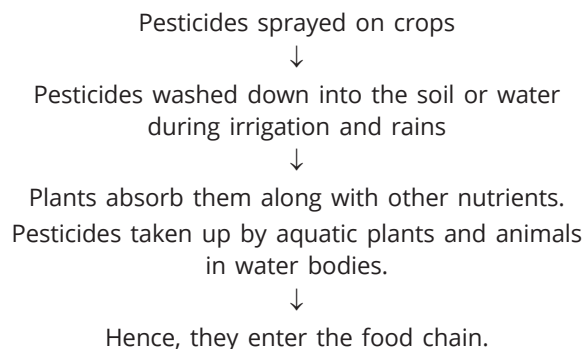 Pesticides sprayed on crops
↓
Pesticides washed down into the soil or water
during irrigation and rains
↓
Plants absorb them along with other nutrients.
Pesticides taken up by aquatic plants and animals
in water bodies.
↓
Hence, they enter the food chain.